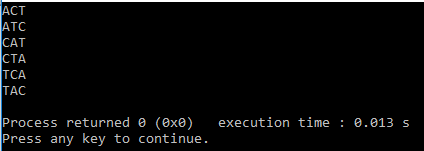 ACT
ATC
CAT
CTA
TCA
TAC
Process returned 0 (0x0)   execution time : 0.013 s
Press any key to continue.